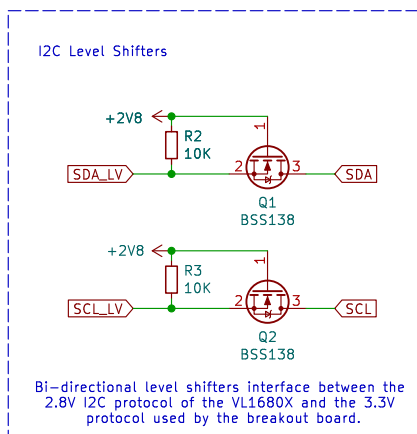 I2C Level Shifters
+2V8
1
R2
10K
SDA_LV
2
3
SDA
Q1
BSS138
+2V8
1
R3
10K
SCL_LV
2
3
SCL
Q2
BSS138
Bi-directional level shifters interface between the
2.8V I2C protocol of the VL1680X and the 3.3V
protocol used by the breakout board.